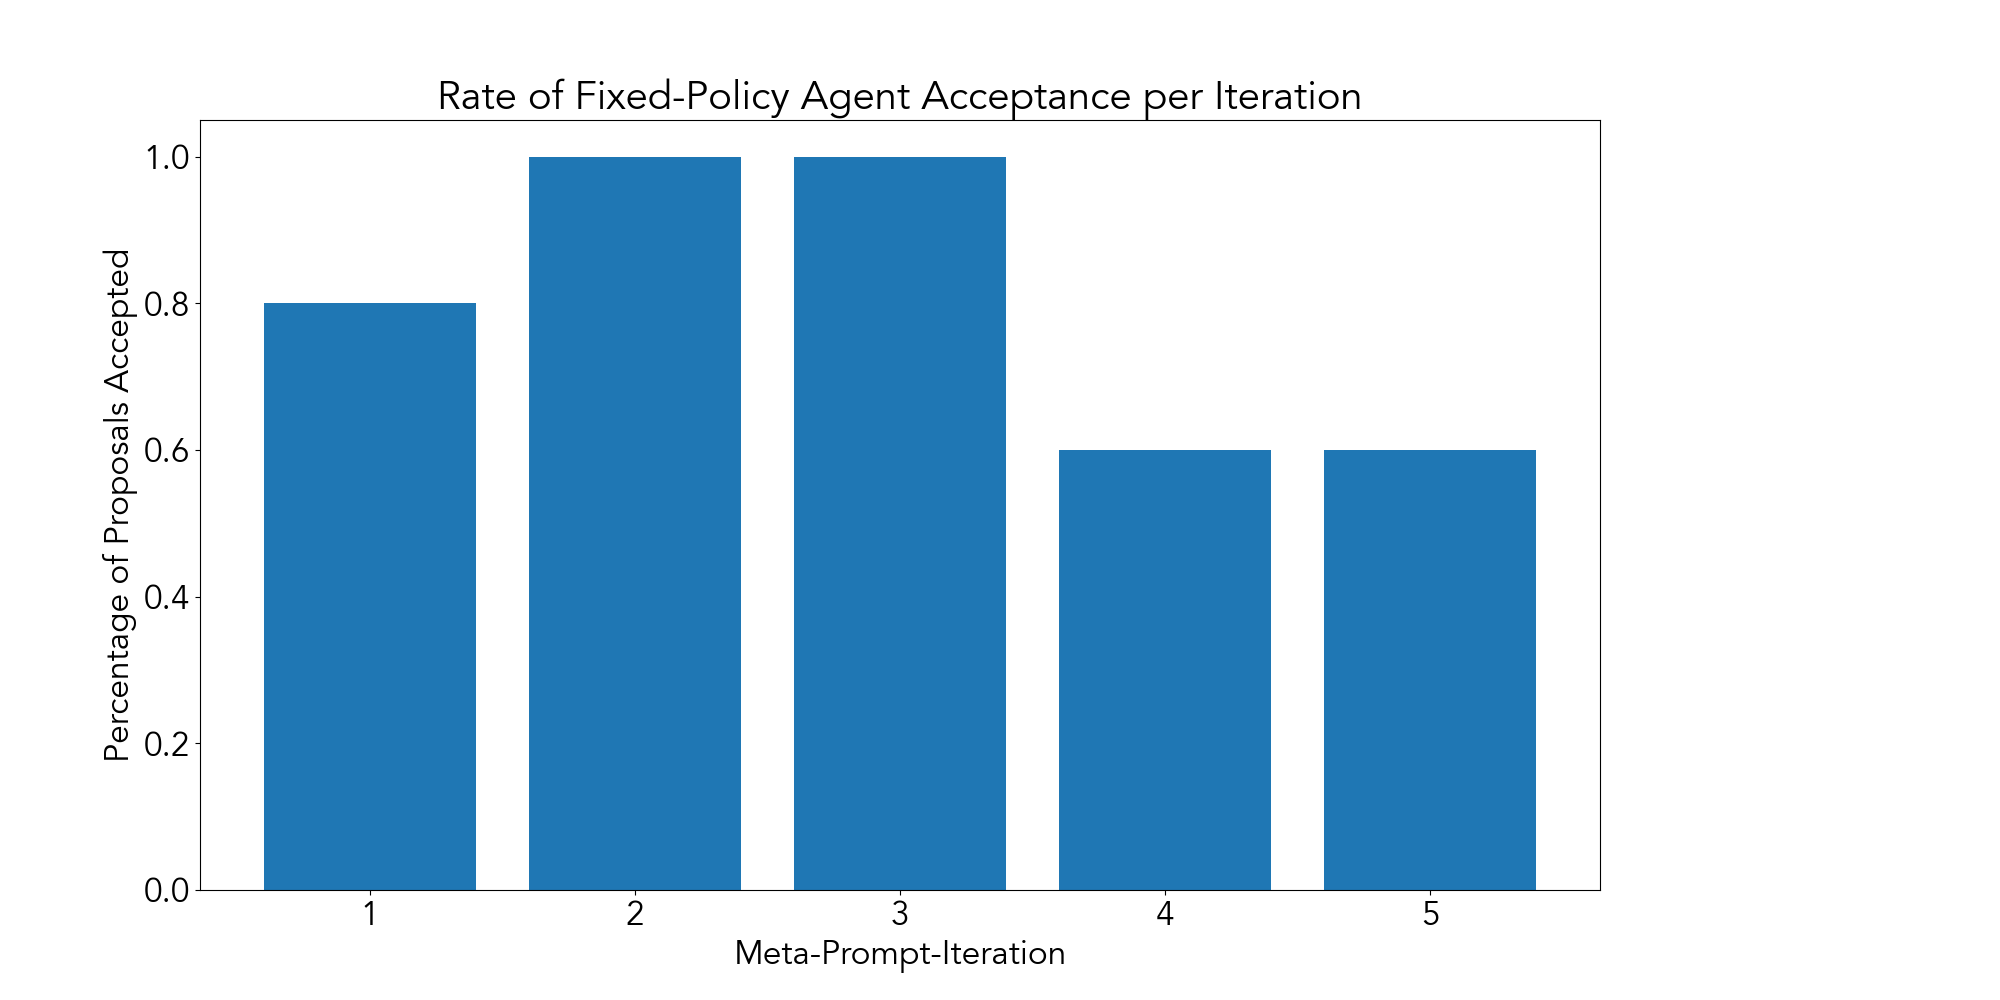 Rate of Fixed-Policy Agent Acceptance per Iteration
Percentage of Proposals Accepted
1.0
0.8
0.6
0.4
0.2
0.0
1 2 3 4 5
Meta-Prompt-Iteration